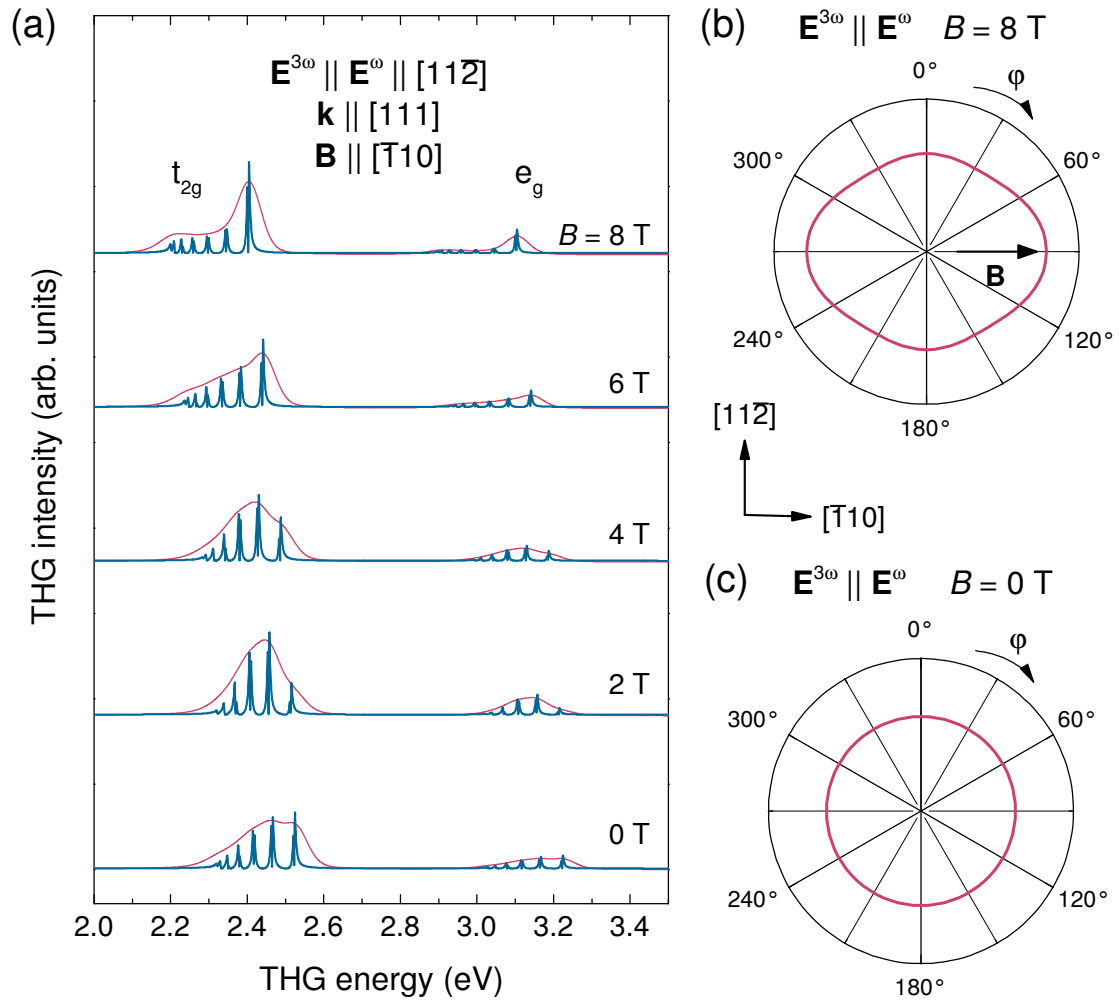 (a)
E³ω || Eω || [112̅]
k || [111]
B || [1̅10]
t₂g
e_g
B = 8 T
6 T
4 T
2 T
0 T
THG intensity (arb. units)
2.0 2.2 2.4 2.6 2.8 3.0 3.2 3.4
THG energy (eV)
(b) E³ω || Eω B = 8 T
0°
φ
300° 60°
B
240° 120°
180°
[112̅]
[1̅10]
(c) E³ω || Eω B = 0 T
0°
φ
300° 60°
240° 120°
180°